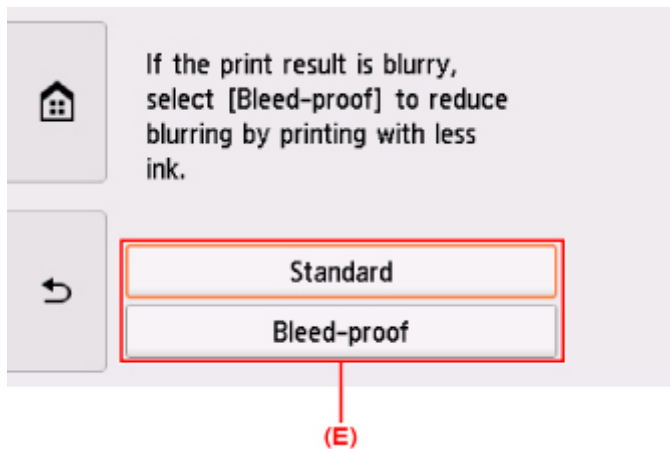 If the print result is blurry,
select [Bleed-proof] to reduce
blurring by printing with less
ink.
Standard
Bleed-proof
(E)